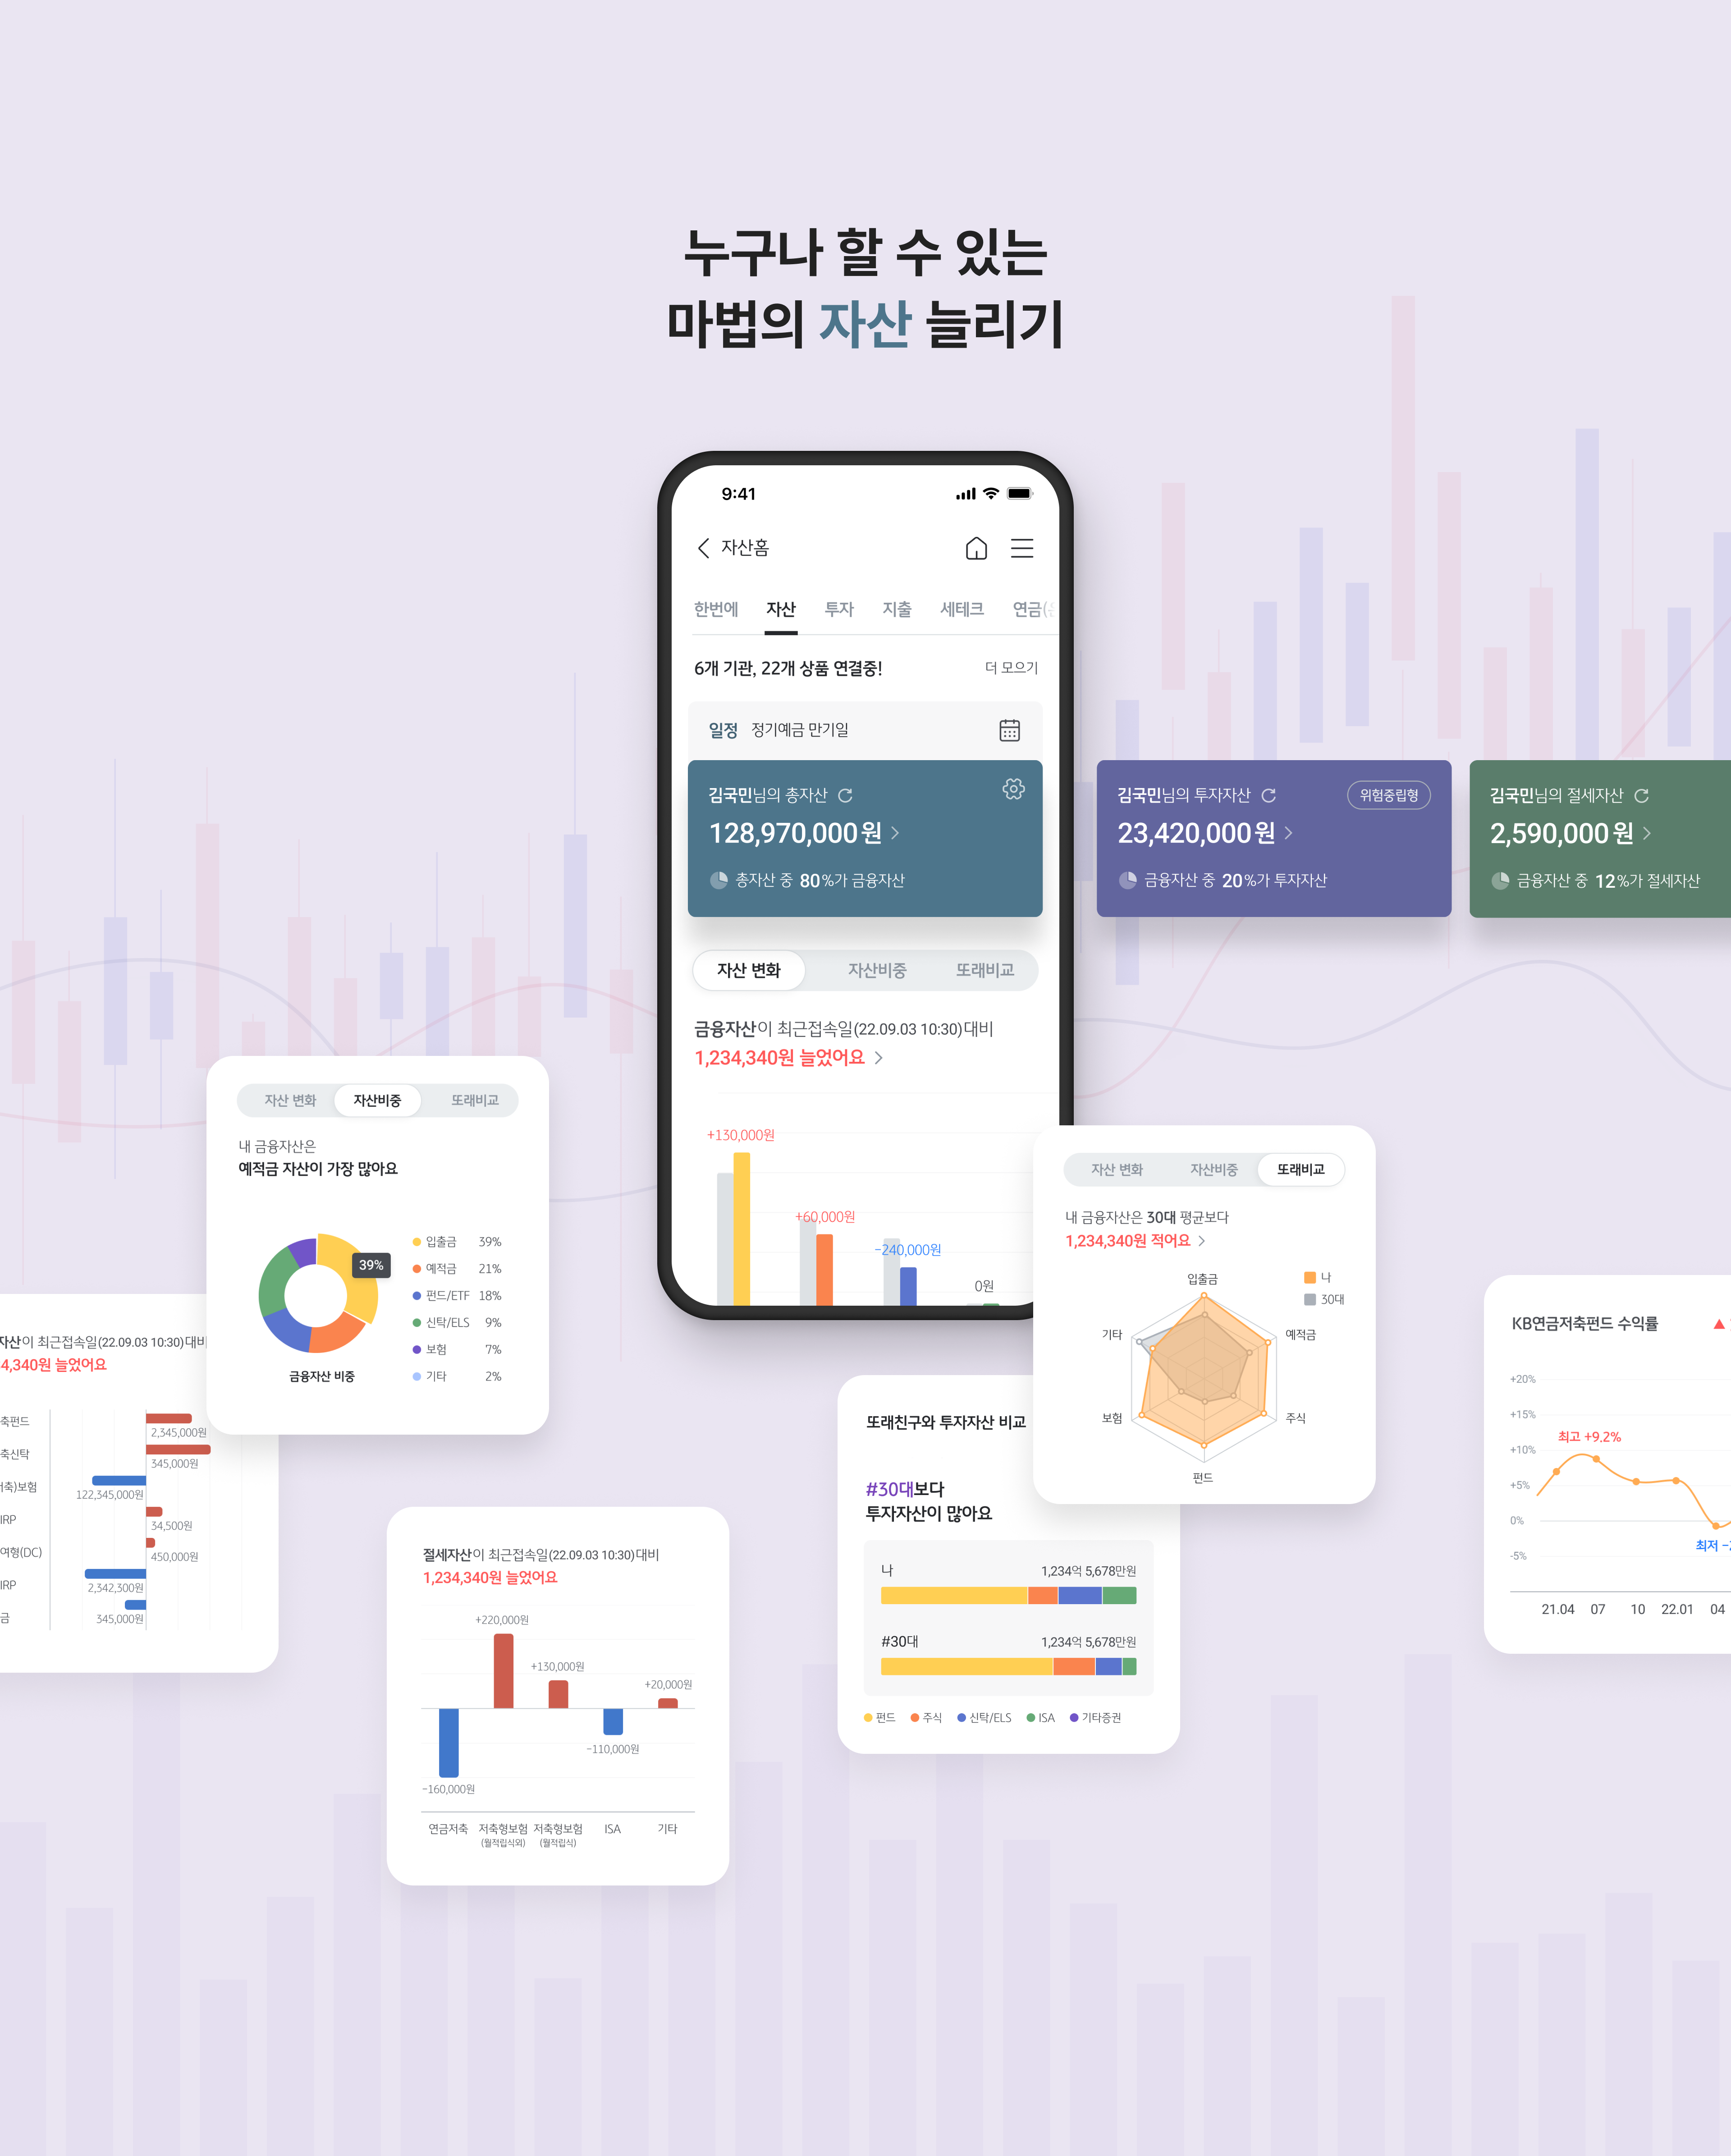 누구나 할 수 있는
마법의 자산 늘리기
9:41
자산홈
한번에 자산 투자 지출 세테크 연금(
6개 기관, 22개 상품 연결중! 더 모으기
일정 정기예금 만기일
김국민님의 총자산
128,970,000원
총자산 중 80%가 금융자산
김국민님의 투자자산 위험중립형
23,420,000원
금융자산 중 20%가 투자자산
김국민님의 절세자산
2,590,000원
금융자산 중 12%가 절세자산
자산 변화 자산비중 또래비교
금융자산이 최근접속일(22.09.03 10:30)대비
1,234,340원 늘었어요
+130,000원
+60,000원
-240,000원
0원
자산 변화 자산비중 또래비교
내 금융자산은
예적금 자산이 가장 많아요
39%
금융자산 비중
입출금 39%
예적금 21%
펀드/ETF 18%
신탁/ELS 9%
보험 7%
기타 2%
자산 변화 자산비중 또래비교
내 금융자산은 30대 평균보다
1,234,340원 적어요
나
30대
입출금
예적금
주식
펀드
보험
기타
자산이 최근접속일(22.09.03 10:30)대비
4,340원 늘었어요
축펀드
2,345,000원
축신탁
345,000원
축)보험
122,345,000원
IRP
34,500원
여형(DC)
450,000원
IRP
2,342,300원
금
345,000원
절세자산이 최근접속일(22.09.03 10:30)대비
1,234,340원 늘었어요
+220,000원
+130,000원
+20,000원
-110,000원
-160,000원
연금저축 저축형보험 저축형보험 ISA 기타
(월적립식외) (월적립식)
또래친구와 투자자산 비교
#30대보다
투자자산이 많아요
나 1,234억 5,678만원
#30대 1,234억 5,678만원
펀드 주식 신탁/ELS ISA 기타증권
KB연금저축펀드 수익률 ▲
+20%
+15%
+10%
+5%
0%
-5%
최고 +9.2%
최저
21.04 07 10 22.01 04